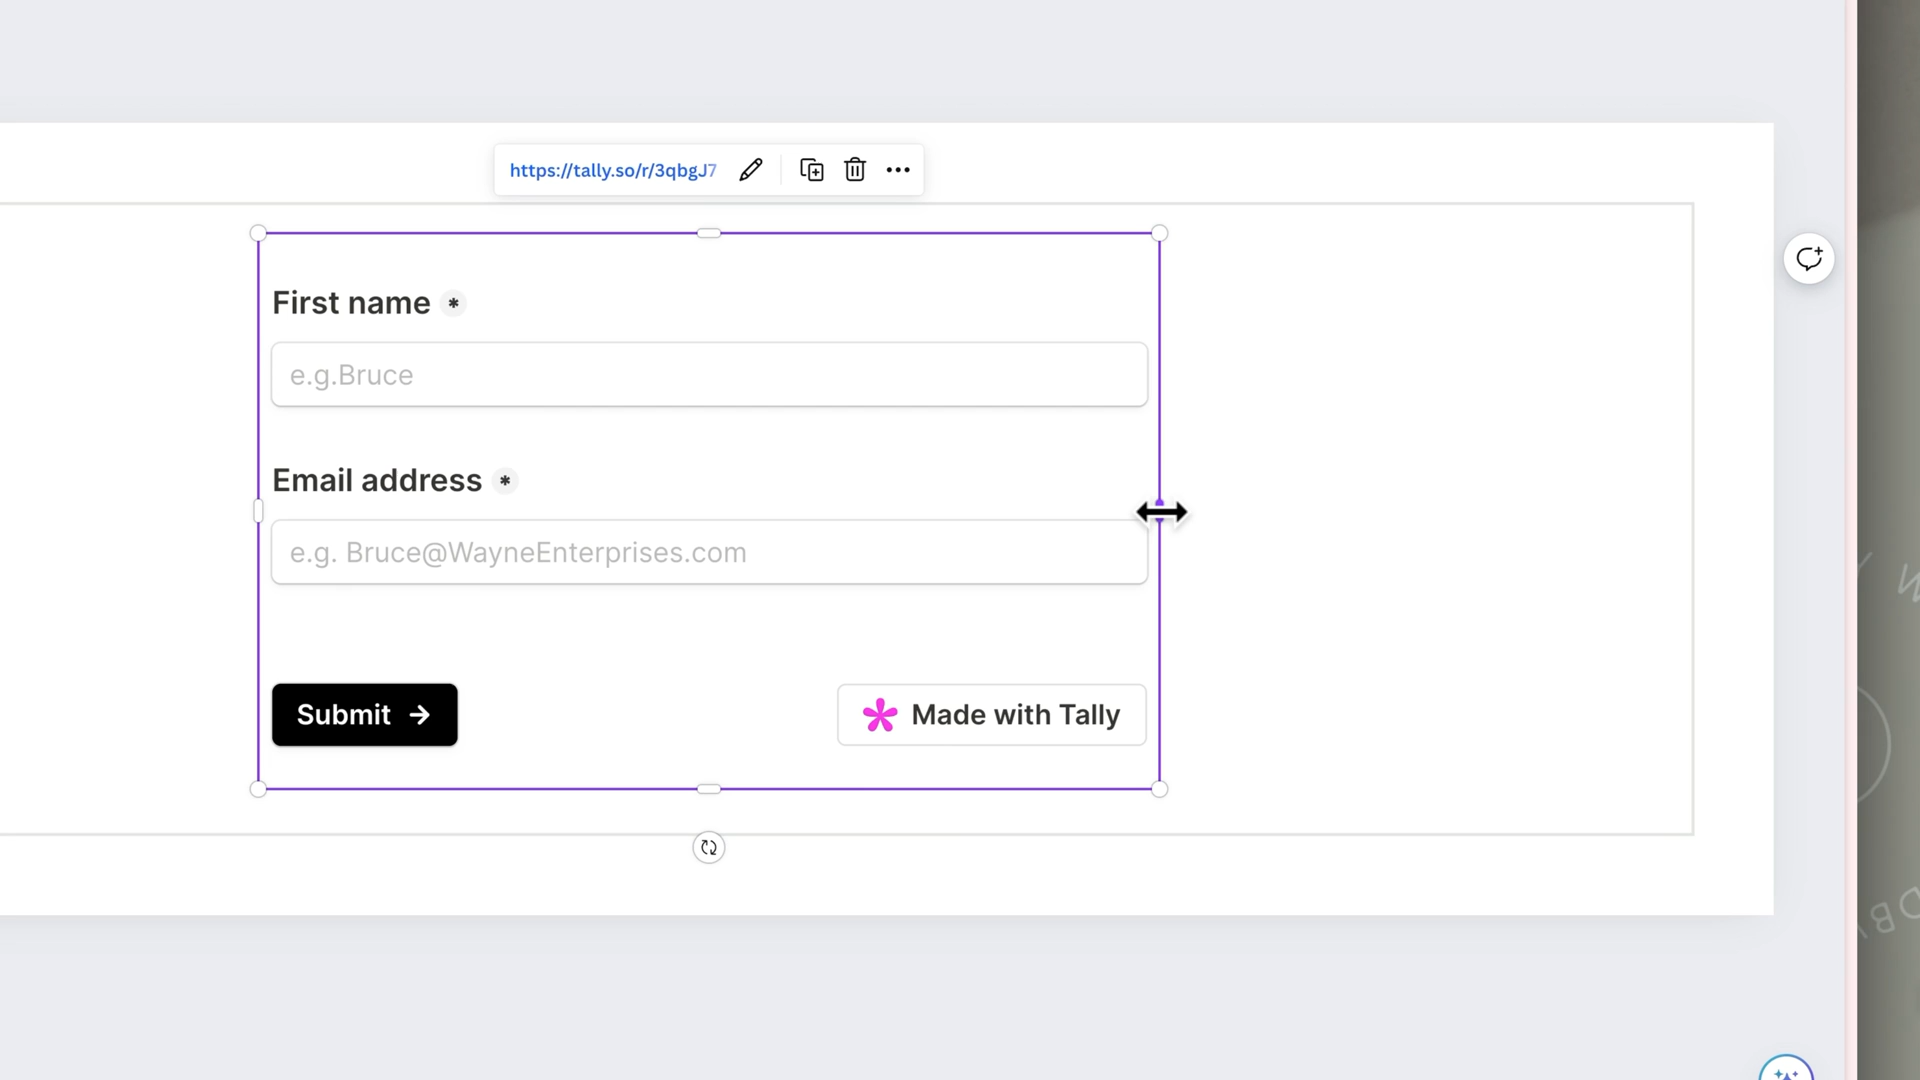 https://tally.so/r/3qbgJ7
First name *
e.g.Bruce
Email address *
e.g. Bruce@WayneEnterprises.com
Submit →
Made with Tally